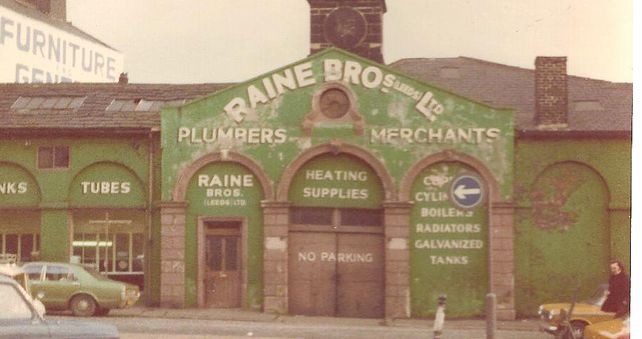 FURNITURE
RAINE BROS (LEEDS) LTD
PLUMBERS MERCHANTS
TUBES
RAINE
BROS.
(LEEDS) LTD
HEATING
SUPPLIES
NO PARKING
BOILERS
RADIATORS
GALVANIZED
TANKS